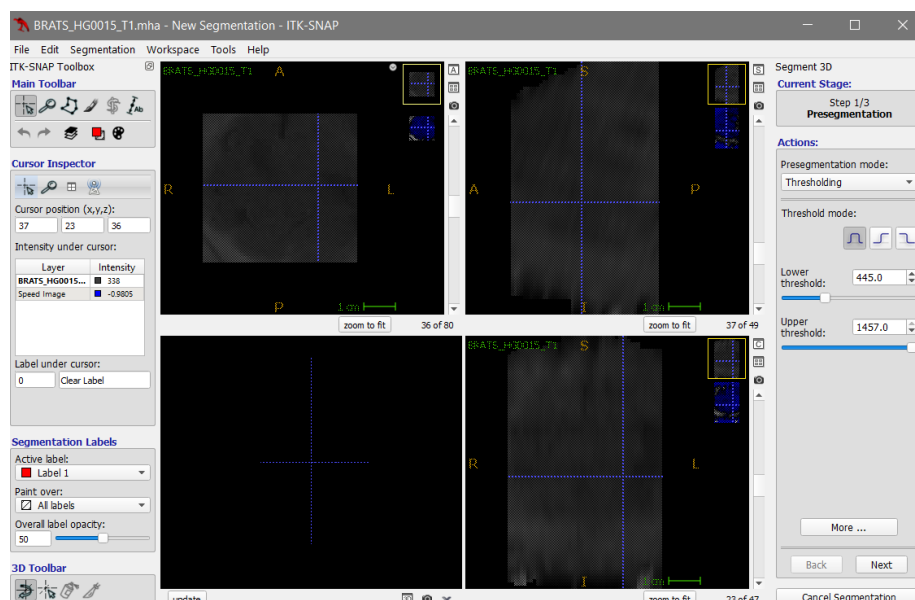 BRATS_HG0015_T1.mha - New Segmentation - ITK-SNAP
File Edit Segmentation Workspace Tools Help
ITK-SNAP Toolbox
Main Toolbar
Cursor Inspector
Cursor position (x,y,z):
37 23 36
Intensity under cursor:
Layer Intensity
BRATS_HG0015... 338
Speed Image -0.9805
Label under cursor:
0 Clear Label
Segmentation Labels
Active label:
Label 1
Paint over:
All labels
Overall label opacity:
50
3D Toolbar
BRATS_HG0015_T1
A
R
L
P
1 cm
A
zoom to fit 36 of 80
BRATS_HG0015_T1
S
A
P
I
1 cm
S
zoom to fit 37 of 49
update
BRATS_HG0015_T1
S
R
L
I
1 cm
C
zoom to fit 23 of 47
Segment 3D
Current Stage:
Step 1/3
Presegmentation
Actions:
Presegmentation mode:
Thresholding
Threshold mode:
Lower
threshold: 445.0
Upper
threshold: 1457.0
More ...
Back Next
Cancel Segmentation